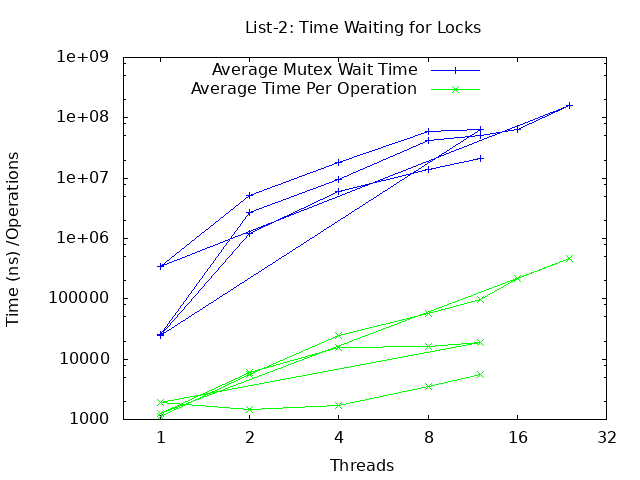 List-2: Time Waiting for Locks
Time (ns) /Operations
1e+09
1e+08
1e+07
1e+06
100000
10000
1000
Average Mutex Wait Time
Average Time Per Operation
1 2 4 8 16 32
Threads